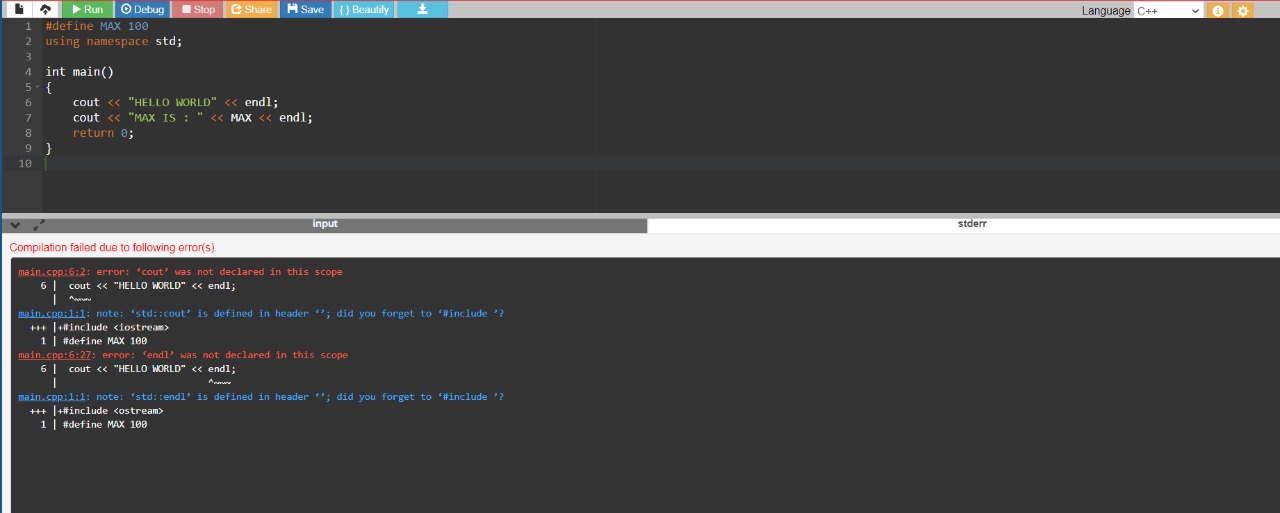 Run Debug Stop Share Save { } Beautify Language C++
1 #define MAX 100
2 using namespace std;
3
4 int main()
5 {
6 cout << "HELLO WORLD" << endl;
7 cout << "MAX IS : " << MAX << endl;
8 return 0;
9 }
10
input stderr
Compilation failed due to following error(s).
main.cpp:6:2: error: ‘cout’ was not declared in this scope
6 | cout << "HELLO WORLD" << endl;
| ^~~~
main.cpp:1:1: note: ‘std::cout’ is defined in header ‘’; did you forget to ‘#include ’?
+++ |+#include <iostream>
1 | #define MAX 100
main.cpp:6:27: error: ‘endl’ was not declared in this scope
6 | cout << "HELLO WORLD" << endl;
| ^~~~
main.cpp:1:1: note: ‘std::endl’ is defined in header ‘’; did you forget to ‘#include ’?
+++ |+#include <ostream>
1 | #define MAX 100